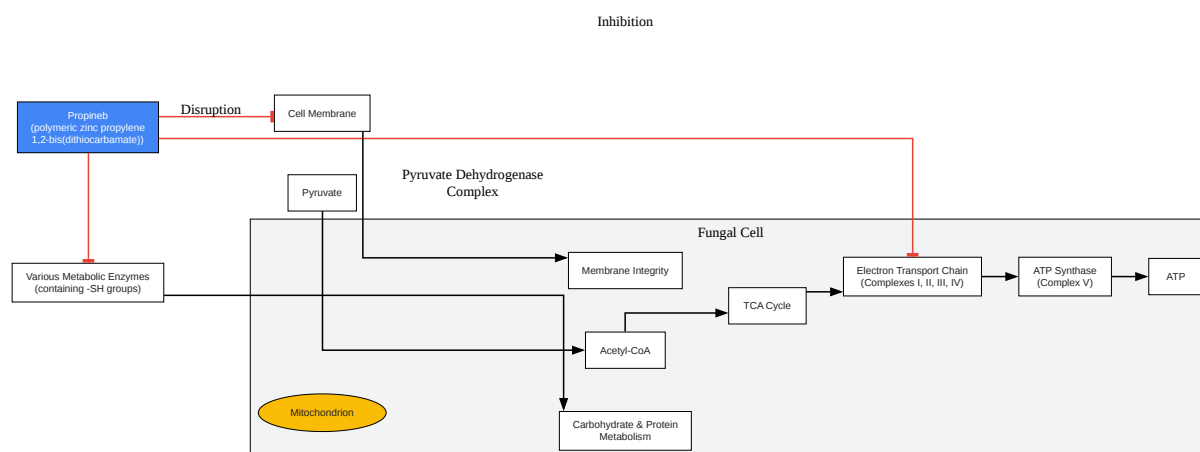 Inhibition
Propineb
(polymeric zinc propylene
1,2-bis(dithiocarbamate))
Disruption
Cell Membrane
Pyruvate
Pyruvate Dehydrogenase
Complex
Fungal Cell
Various Metabolic Enzymes
(containing -SH groups)
Membrane Integrity
Electron Transport Chain
(Complexes I, II, III, IV)
ATP Synthase
(Complex V)
ATP
TCA Cycle
Acetyl-CoA
Mitochondrion
Carbohydrate & Protein
Metabolism